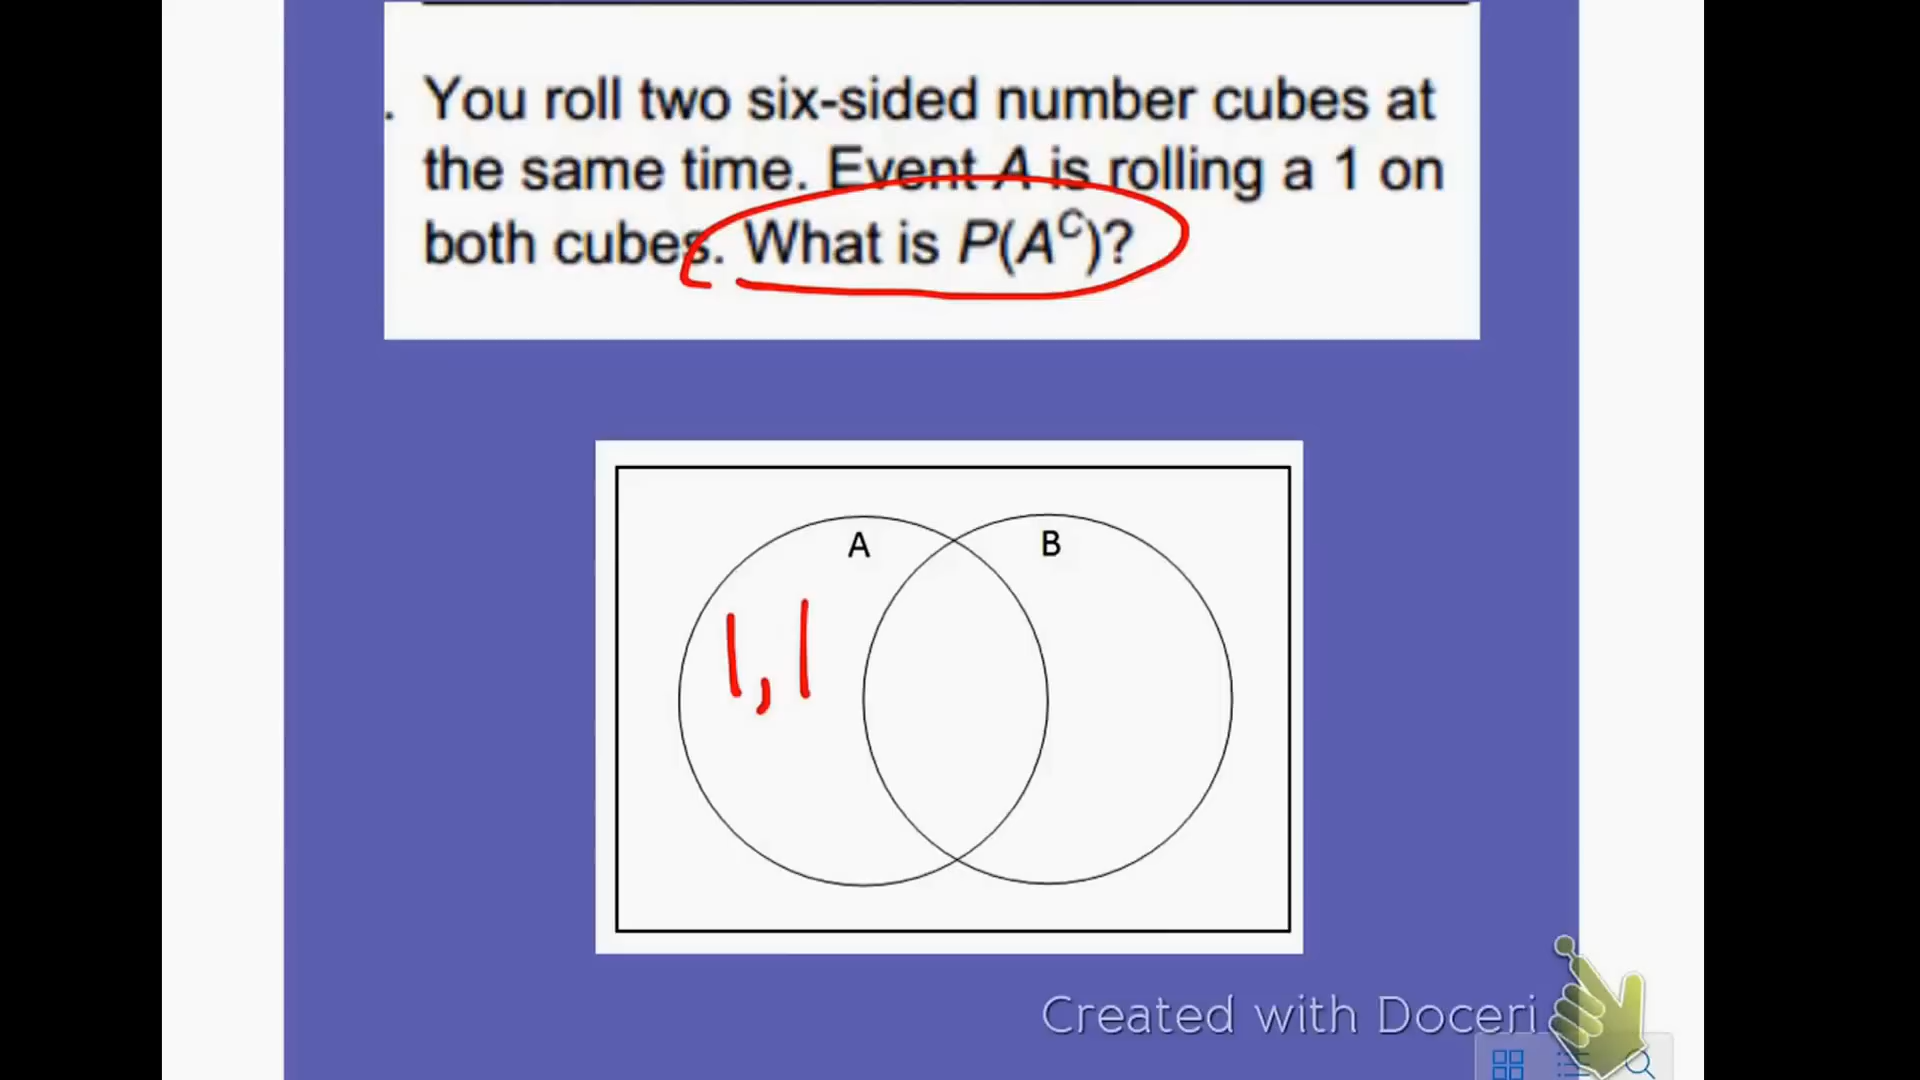 . You roll two six-sided number cubes at
the same time. Event A is rolling a 1 on
both cubes. What is P(Aᶜ)?
A
B
1,1
Created with Doceri